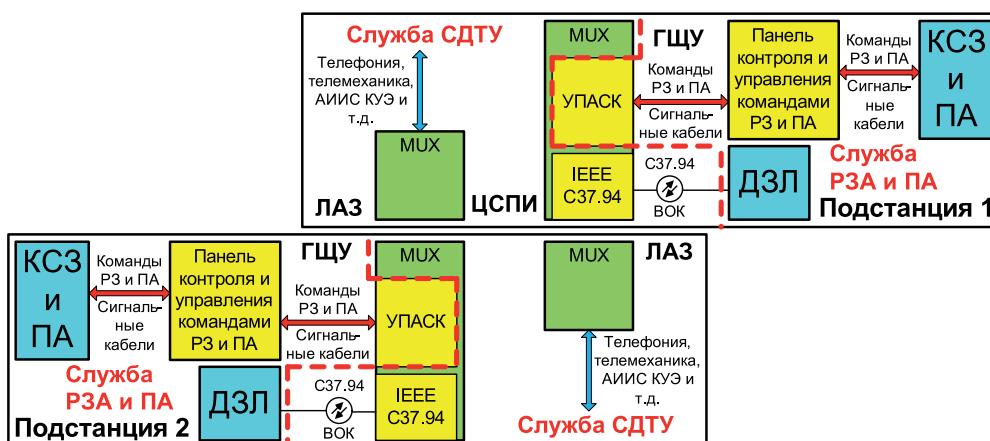 Служба СДТУ
Телефония,
телемеханика,
АИИС КУЭ и
т.д.
MUX
ЛАЗ
ЦСПИ
MUX
УПАСК
IEEE
C37.94
ГЩУ
Команды
РЗ и ПА
Сигналь-
ные кабели
C37.94
ВОК
Панель
контроля и
управления
командами
РЗ и ПА
Команды
РЗ и ПА
Сигналь-
ные
кабели
КСЗ
и
ПА
ДЗЛ
Служба
РЗА и ПА
Подстанция 1
КСЗ
и
ПА
Команды
РЗ и ПА
Сигналь-
ные
кабели
Панель
контроля и
управления
командами
РЗ и ПА
ГЩУ
Команды
РЗ и ПА
Сигналь-
ные кабели
MUX
УПАСК
IEEE
C37.94
C37.94
ВОК
ДЗЛ
Служба
РЗА и ПА
Подстанция 2
MUX
ЛАЗ
Телефония,
телемеханика,
АИИС КУЭ и
т.д.
Служба СДТУ